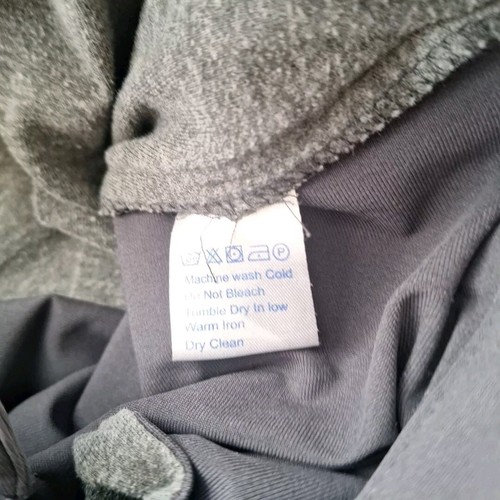 P
Machine wash Cold
Do Not Bleach
Tumble Dry In low
Warm Iron
Dry Clean